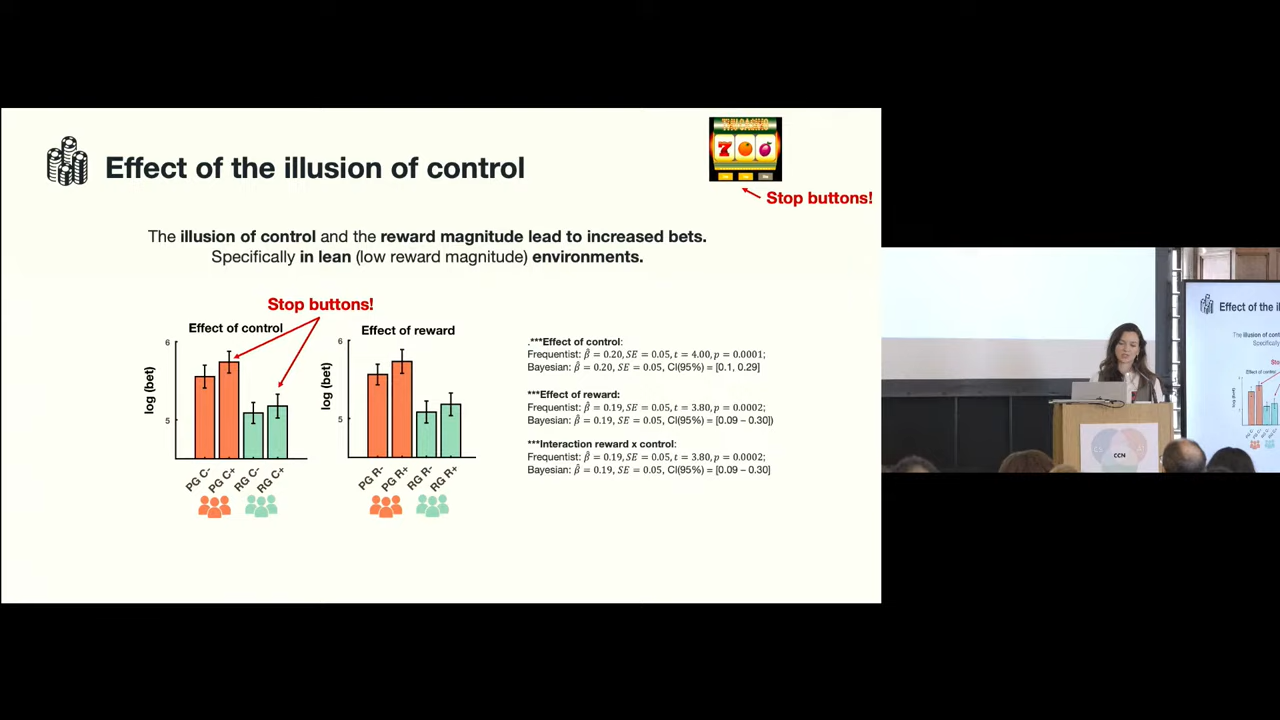 Effect of the illusion of control
Stop buttons!
The illusion of control and the reward magnitude lead to increased bets.
Specifically in lean (low reward magnitude) environments.
Stop buttons!
Effect of control
6
5
log (bet)
PG C-
PG C+
RG C-
RG C+
Effect of reward
6
5
log (bet)
PG R-
PG R+
RG R-
RG R+
.***Effect of control:
Frequentist: β̂ = 0.20, SE = 0.05, t = 4.00, p = 0.0001;
Bayesian: β̂ = 0.20, SE = 0.05, CI(95%) = [0.1, 0.29]
***Effect of reward:
Frequentist: β̂ = 0.19, SE = 0.05, t = 3.80, p = 0.0002;
Bayesian: β̂ = 0.19, SE = 0.05, CI(95%) = [0.09 – 0.30])
***Interaction reward x control:
Frequentist: β̂ = 0.19, SE = 0.05, t = 3.80, p = 0.0002;
Bayesian: β̂ = 0.19, SE = 0.05, CI(95%) = [0.09 – 0.30]
Effect of the il
CCN